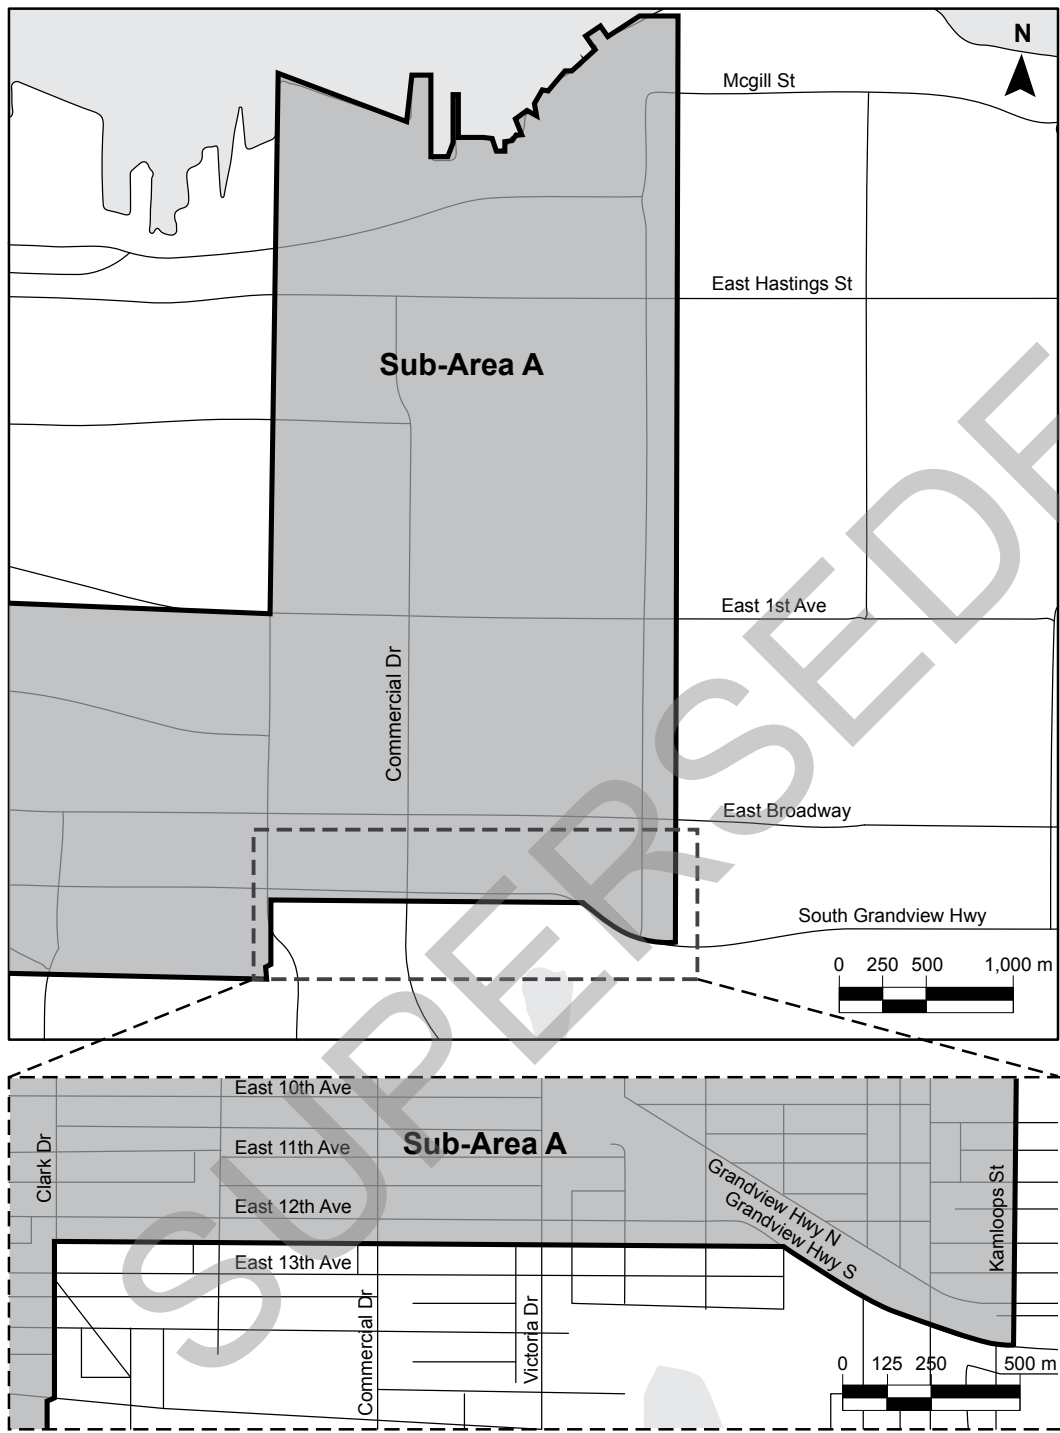 N
Mcgill St
East Hastings St
Sub-Area A
East 1st Ave
Commercial Dr
East Broadway
South Grandview Hwy
0 250 500 1,000 m
SUPERSEDE
East 10th Ave
Clark Dr
East 11th Ave
Sub-Area A
East 12th Ave
Grandview Hwy N
Grandview Hwy S
Kamloops St
East 13th Ave
Commercial Dr
Victoria Dr
0 125 250 500 m